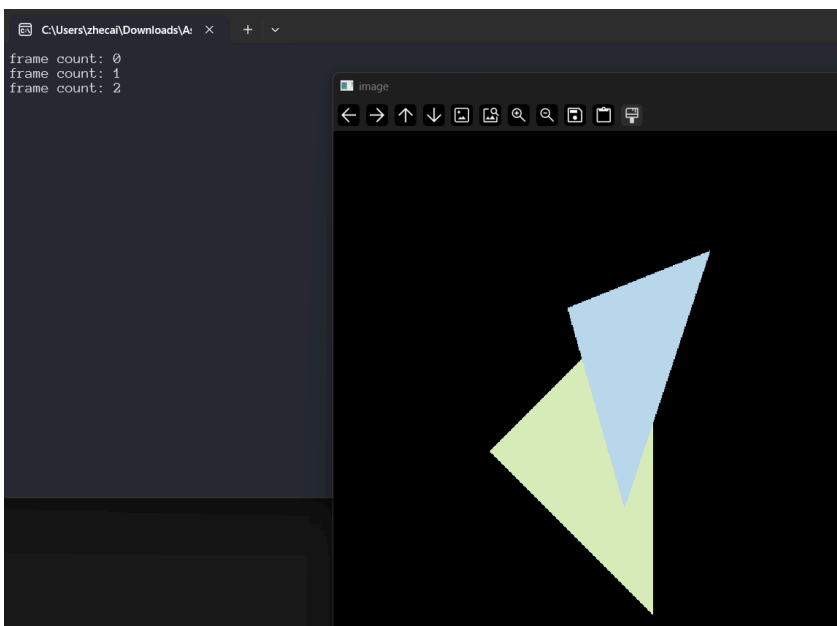 C:\Users\zhecai\Downloads\A:
frame count: 0
frame count: 1
frame count: 2
image